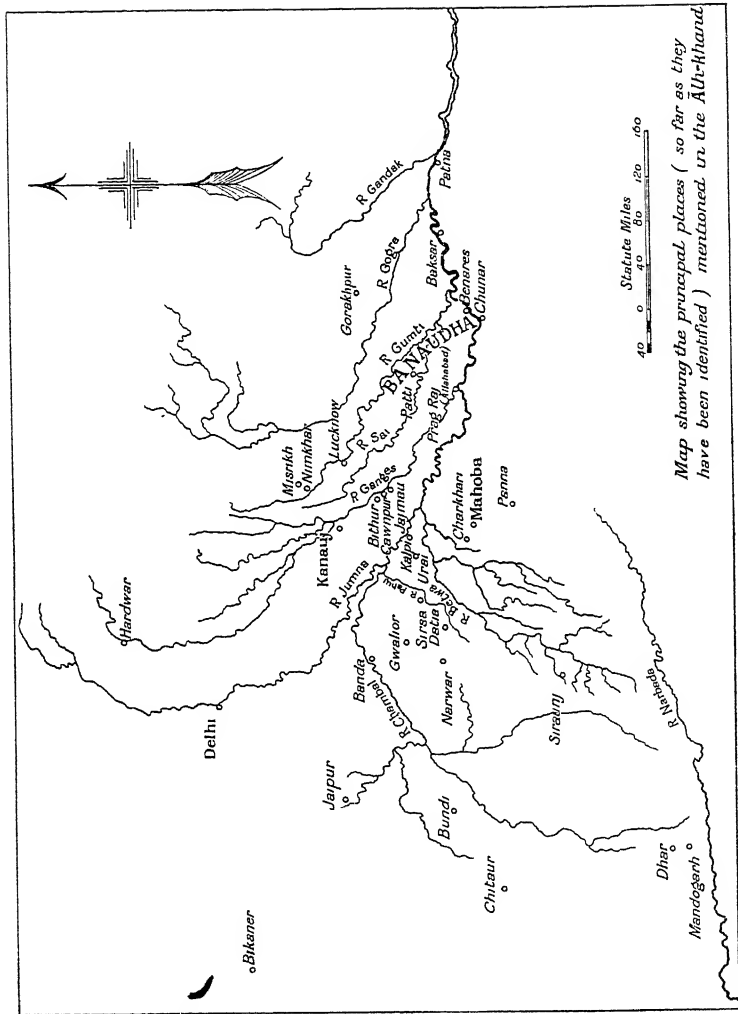 Hardwar
Delhi
Bikaner
Misrikh
Nimkhar
Lucknow
Gorakhpur
R Gandak
R Gogra
R Gumti
R Sai
R Ganges
R Jumna
Kanauj
Bithur
Cawnpur
Jajmau
BANAUDHA
Patti
Prag Raj
(Allahabad)
Baksar
Benares
Chunar
Patna
Jaipur
Banda
R Chambal
Gwalior
Narwar
Sirsa
Datia
R Pahuj
R Betwa
Kalpi
Urai
Charkhari
Mahoba
Panna
Bundi
Chitaur
Siraunj
R Narbada
Dhar
Mandogarh
Statute Miles
40 0 40 80 120 160
Map showing the principal places ( so far as they
have been identified ) mentioned in the Ālh-khand